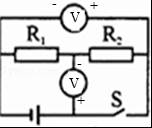 - V +
R₁ R₂
-
V
+
S